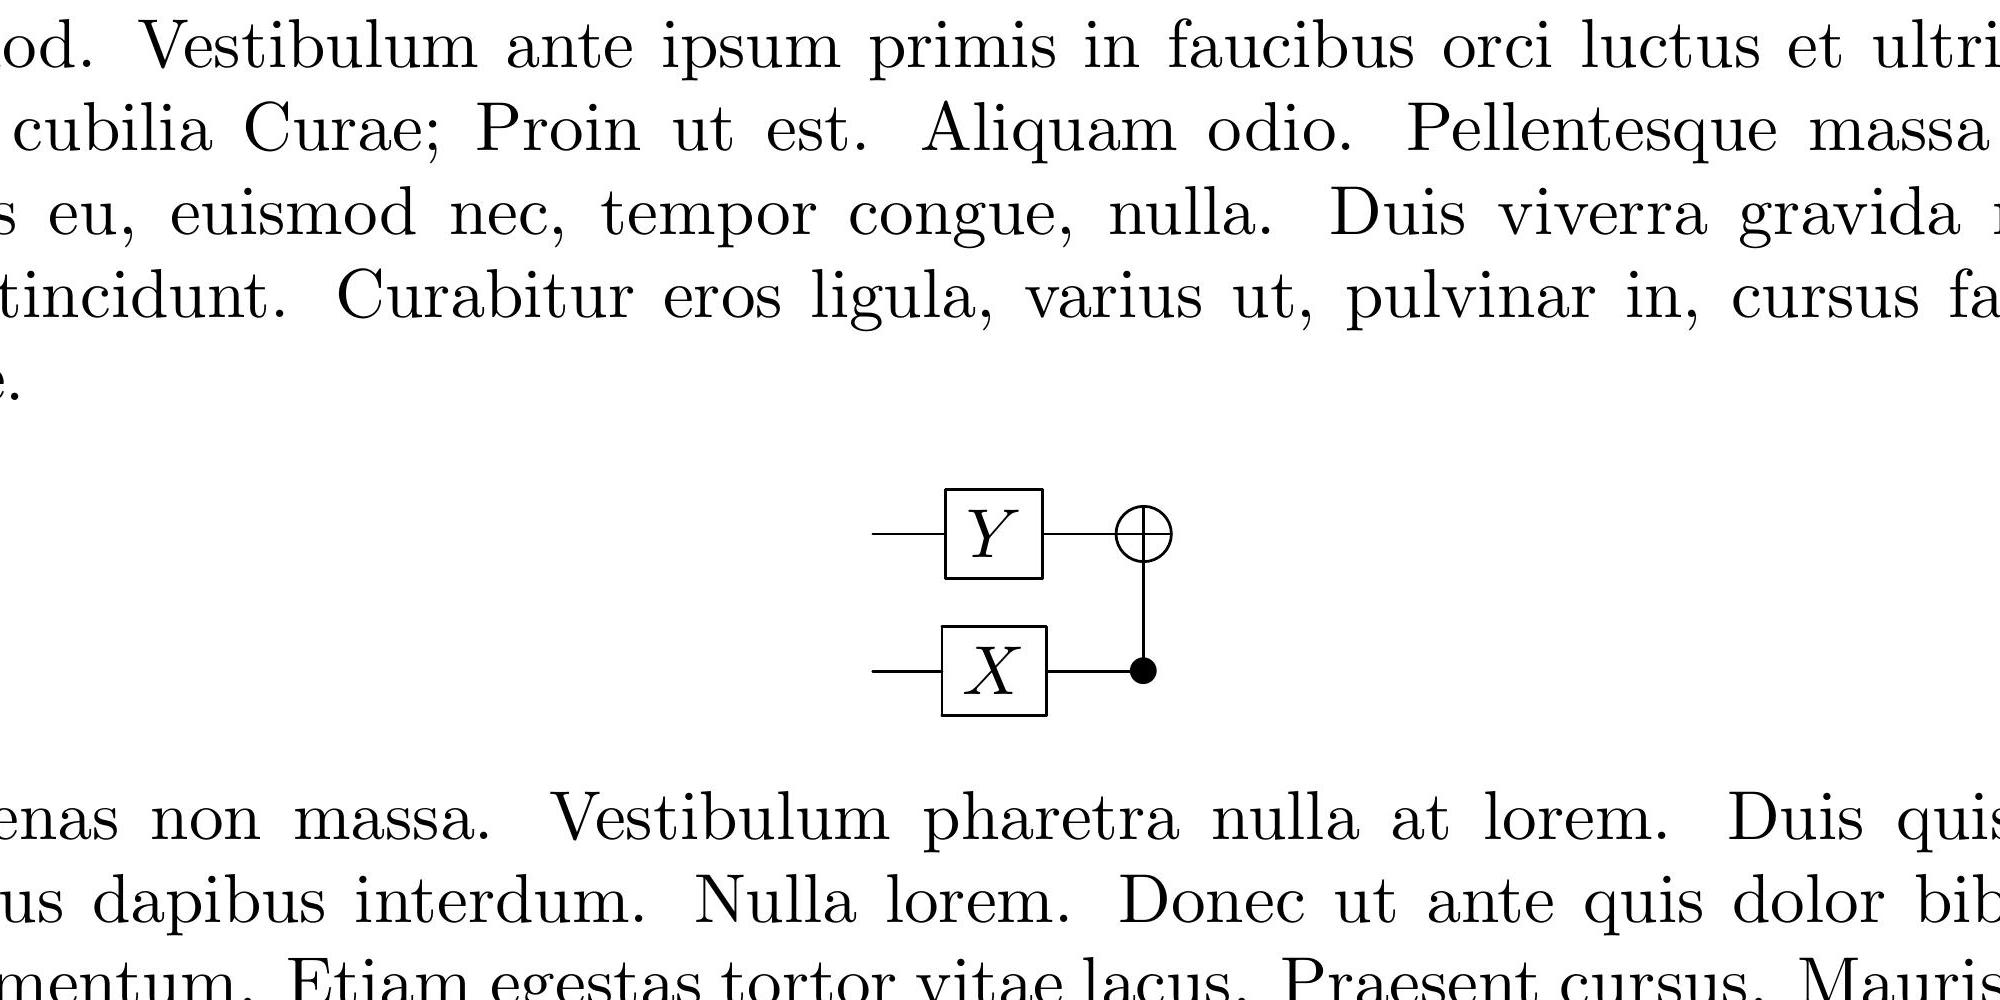 od. Vestibulum ante ipsum primis in faucibus orci luctus et ultri
cubilia Curae; Proin ut est. Aliquam odio. Pellentesque massa
s eu, euismod nec, tempor congue, nulla. Duis viverra gravida
tincidunt. Curabitur eros ligula, varius ut, pulvinar in, cursus fa
e.
Y
X
enas non massa. Vestibulum pharetra nulla at lorem. Duis quis
us dapibus interdum. Nulla lorem. Donec ut ante quis dolor bib
mentum. Etiam egestas tortor vitae lacus. Praesent cursus. Mauris